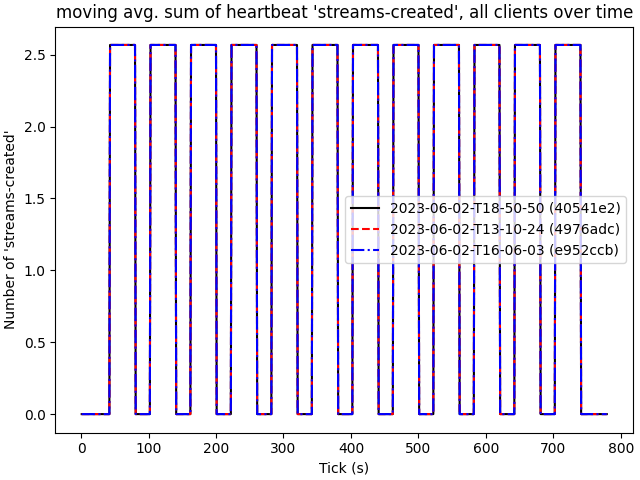 moving avg. sum of heartbeat 'streams-created', all clients over time
Number of 'streams-created'
2.5
2.0
1.5
1.0
0.5
0.0
2023-06-02-T18-50-50 (40541e2)
2023-06-02-T13-10-24 (4976adc)
2023-06-02-T16-06-03 (e952ccb)
0 100 200 300 400 500 600 700 800
Tick (s)